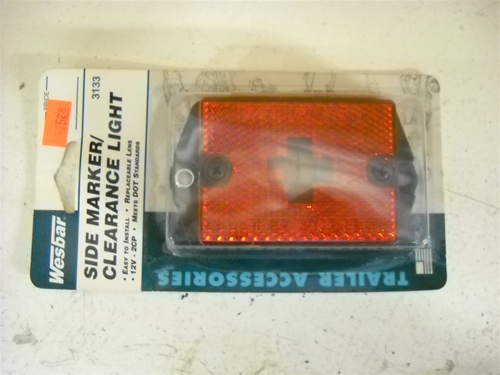 PRICE
3133
Wesbar
SIDE MARKER/
CLEARANCE LIGHT
• EASY TO INSTALL • REPLACEABLE LENS
• 12V - 2CP • MEETS DOT STANDARDS
TRAILER ACCESSORIES